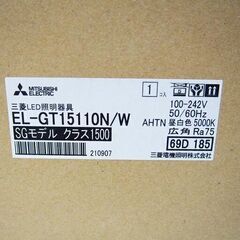 MITSUBISHI
ELECTRIC
1 コ入
三菱LED照明器具
EL-GT15110N/W
SGモデル クラス1500
210907
100-242V
50/60Hz
AHTN 昼白色 5000K
広角 Ra75
69D 185
三菱電機照明株式会社